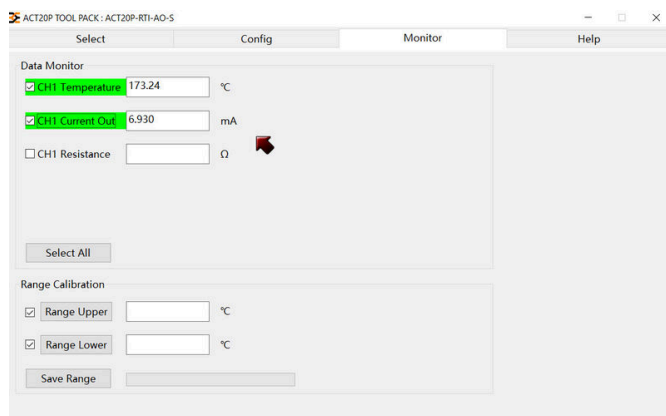 ACT20P TOOL PACK : ACT20P-RTI-AO-S
Select Config Monitor Help
Data Monitor
CH1 Temperature 173.24 ℃
CH1 Current Out 6.930 mA
CH1 Resistance Ω
Select All
Range Calibration
Range Upper ℃
Range Lower ℃
Save Range